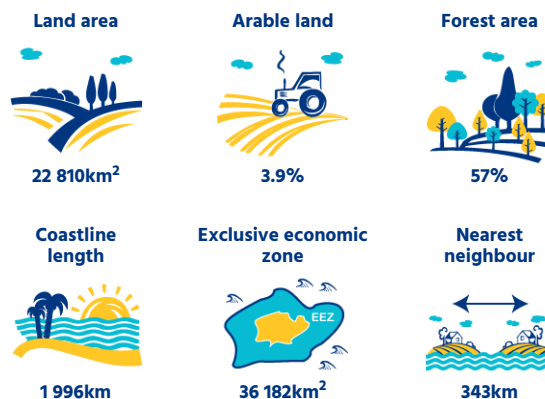 Land area
Arable land
Forest area
22 810km²
3.9%
57%
Coastline
length
Exclusive economic
zone
Nearest
neighbour
EEZ
1 996km
36 182km²
343km